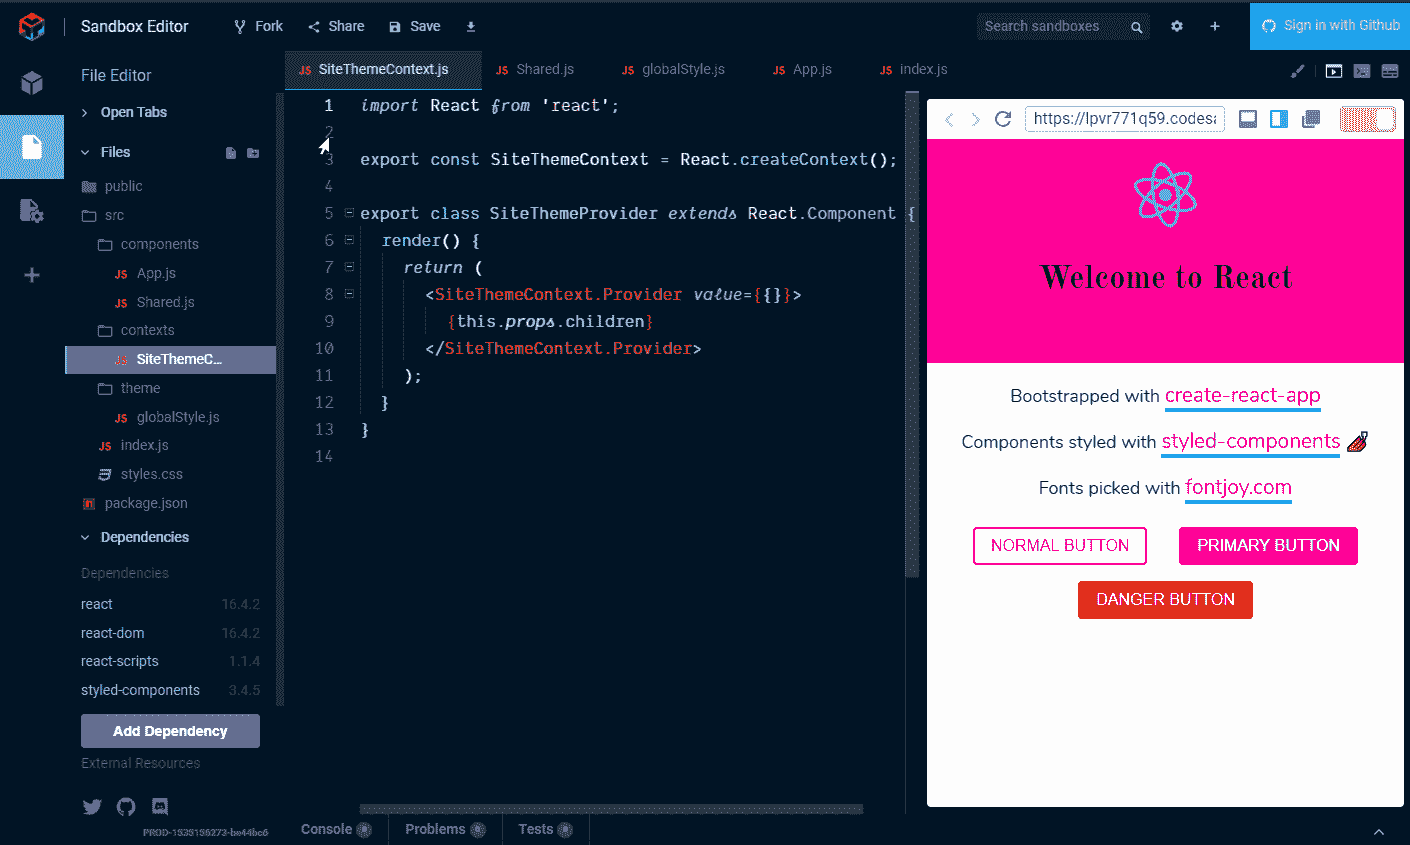 Sandbox Editor
Fork
Share
Save
Search sandboxes
Sign in with Github
File Editor
Open Tabs
Files
public
src
components
JS App.js
JS Shared.js
contexts
JS SiteThemeC...
theme
JS globalStyle.js
JS index.js
styles.css
package.json
Dependencies
Dependencies
react 16.4.2
react-dom 16.4.2
react-scripts 1.1.4
styled-components 3.4.5
Add Dependency
External Resources
PROD-1535156273-be44bc6
JS SiteThemeContext.js
JS Shared.js
JS globalStyle.js
JS App.js
JS index.js
1 import React from 'react';
2
3 export const SiteThemeContext = React.createContext();
4
5 export class SiteThemeProvider extends React.Component {
6 render() {
7 return (
8 <SiteThemeContext.Provider value={{}}>
9 {this.props.children}
10 </SiteThemeContext.Provider>
11 );
12 }
13 }
14
Console
Problems
Tests
https://lpvr771q59.codesa
Welcome to React
Bootstrapped with create-react-app
Components styled with styled-components 💅
Fonts picked with fontjoy.com
NORMAL BUTTON
PRIMARY BUTTON
DANGER BUTTON